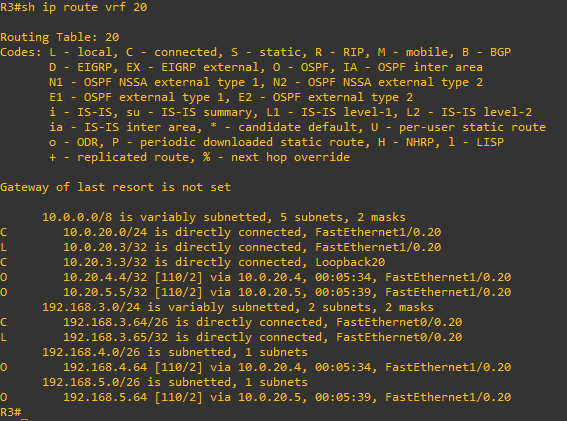 R3#sh ip route vrf 20

Routing Table: 20
Codes: L - local, C - connected, S - static, R - RIP, M - mobile, B - BGP
       D - EIGRP, EX - EIGRP external, O - OSPF, IA - OSPF inter area
       N1 - OSPF NSSA external type 1, N2 - OSPF NSSA external type 2
       E1 - OSPF external type 1, E2 - OSPF external type 2
       i - IS-IS, su - IS-IS summary, L1 - IS-IS level-1, L2 - IS-IS level-2
       ia - IS-IS inter area, * - candidate default, U - per-user static route
       o - ODR, P - periodic downloaded static route, H - NHRP, l - LISP
       + - replicated route, % - next hop override

Gateway of last resort is not set

      10.0.0.0/8 is variably subnetted, 5 subnets, 2 masks
C        10.0.20.0/24 is directly connected, FastEthernet1/0.20
L        10.0.20.3/32 is directly connected, FastEthernet1/0.20
C        10.20.3.3/32 is directly connected, Loopback20
O        10.20.4.4/32 [110/2] via 10.0.20.4, 00:05:34, FastEthernet1/0.20
O        10.20.5.5/32 [110/2] via 10.0.20.5, 00:05:39, FastEthernet1/0.20
      192.168.3.0/24 is variably subnetted, 2 subnets, 2 masks
C        192.168.3.64/26 is directly connected, FastEthernet0/0.20
L        192.168.3.65/32 is directly connected, FastEthernet0/0.20
      192.168.4.0/26 is subnetted, 1 subnets
O        192.168.4.64 [110/2] via 10.0.20.4, 00:05:34, FastEthernet1/0.20
      192.168.5.0/26 is subnetted, 1 subnets
O        192.168.5.64 [110/2] via 10.0.20.5, 00:05:39, FastEthernet1/0.20
R3#